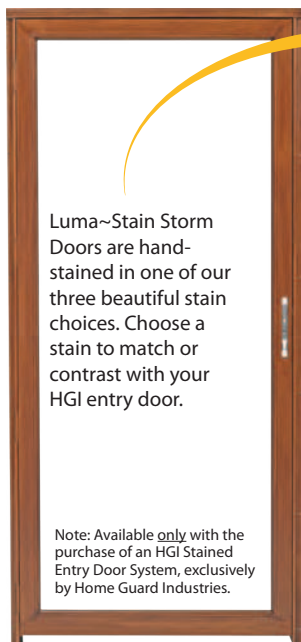 Luma~Stain Storm
Doors are hand-
stained in one of our
three beautiful stain
choices. Choose a
stain to match or
contrast with your
HGI entry door.
Note: Available only with the
purchase of an HGI Stained
Entry Door System, exclusively
by Home Guard Industries.